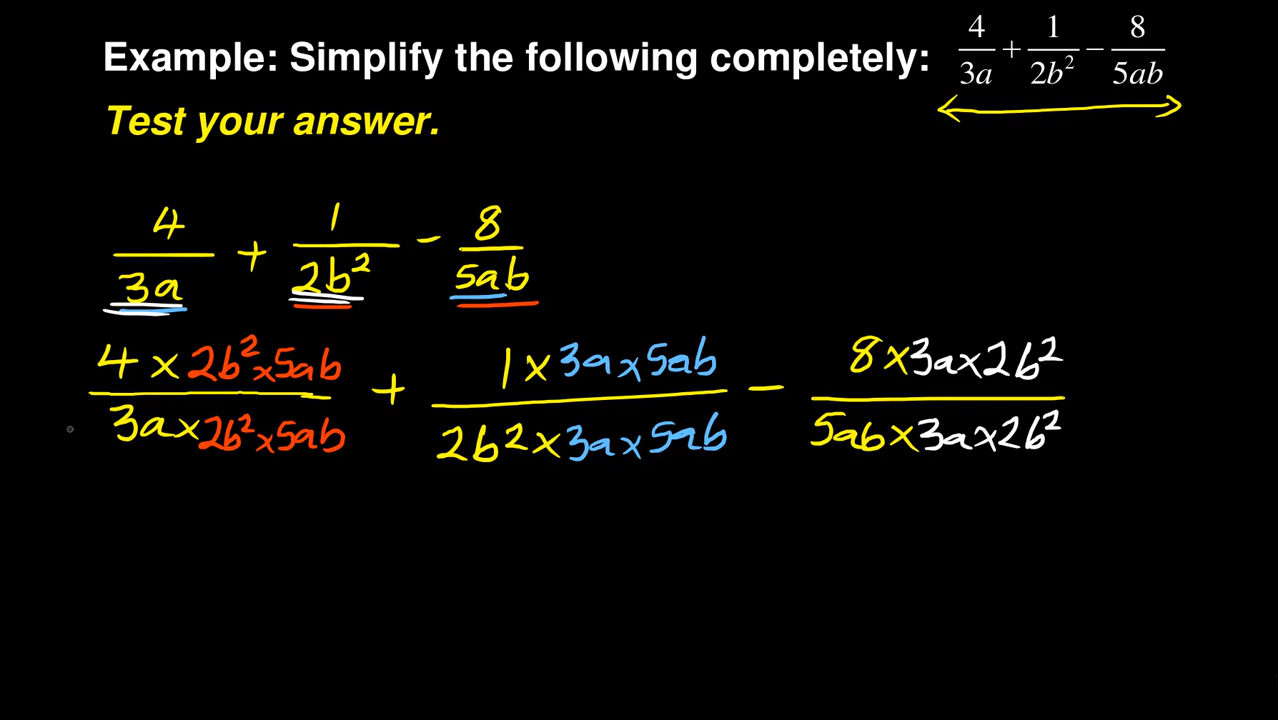 Example: Simplify the following completely: 4/3a + 1/2b² − 8/5ab
Test your answer.
4/3a + 1/2b² - 8/5ab
4 × 2b² × 5ab / 3a × 2b² × 5ab + 1 × 3a × 5ab / 2b² × 3a × 5ab − 8 × 3a × 2b² / 5ab × 3a × 2b²